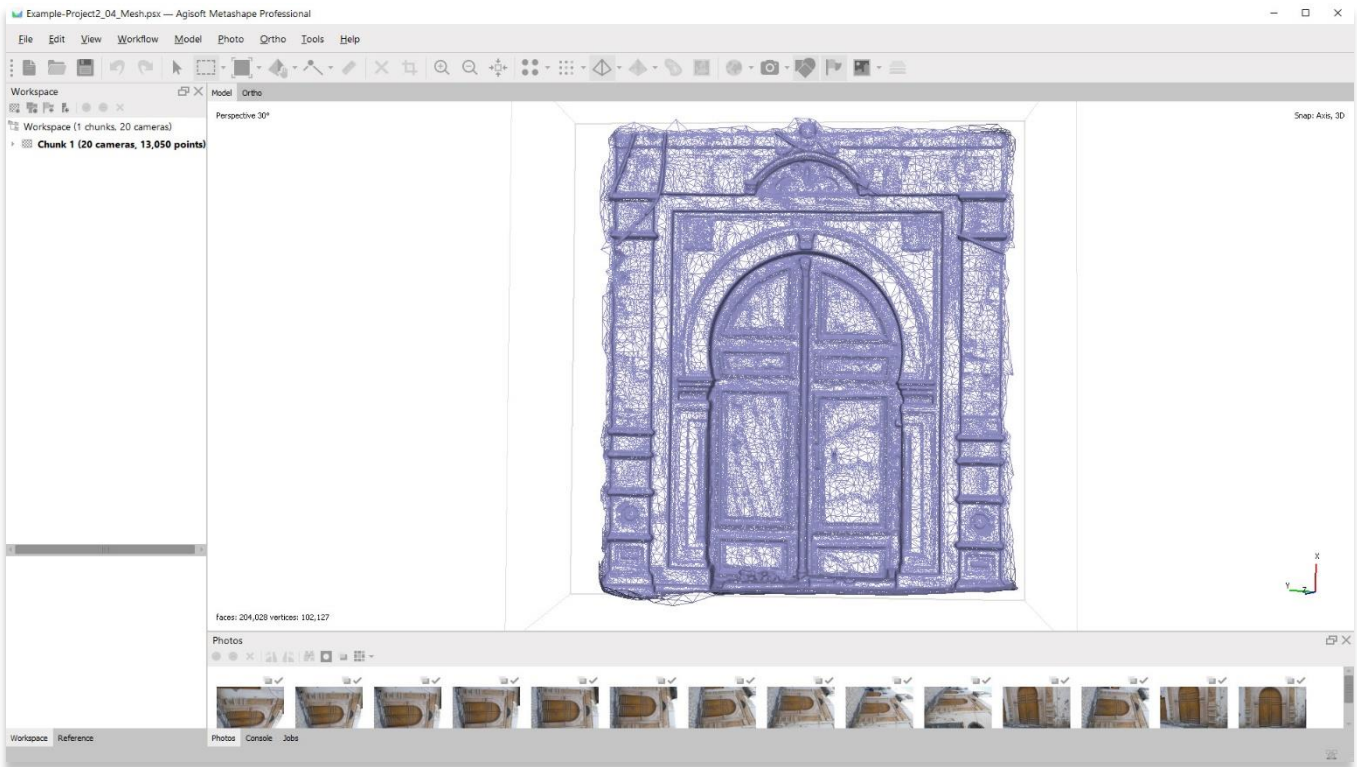 Example-Project2_04_Mesh.psx — Agisoft Metashape Professional
File Edit View Workflow Model Photo Ortho Tools Help
Workspace
Model Ortho
Workspace (1 chunks, 20 cameras)
Chunk 1 (20 cameras, 13,050 points)
Perspective 30°
Snap: Axis, 3D
X
Y
Z
faces: 204,028 vertices: 102,127
Photos
Workspace Reference
Photos Console Jobs